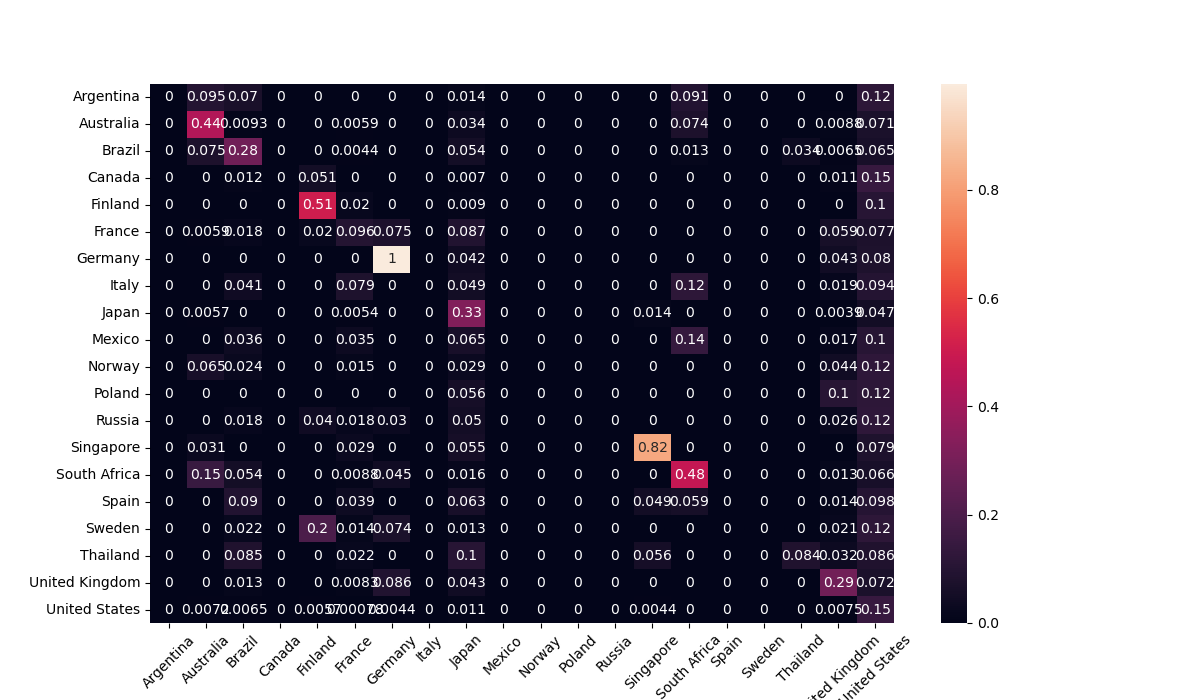 Argentina 0 0.095 0.07 0 0 0 0 0 0.014 0 0 0 0 0 0.091 0 0 0 0 0.12
Australia 0 0.44 0.0093 0 0 0.0059 0 0 0.034 0 0 0 0 0 0.074 0 0 0 0.0088 0.071
Brazil 0 0.075 0.28 0 0 0.0044 0 0 0.054 0 0 0 0 0 0.013 0 0 0.034 0.0065 0.065
Canada 0 0 0.012 0 0.051 0 0 0 0.007 0 0 0 0 0 0 0 0 0 0.011 0.15
Finland 0 0 0 0 0.51 0.02 0 0 0.009 0 0 0 0 0 0 0 0 0 0 0.1
France 0 0.0059 0.018 0 0.02 0.096 0.075 0 0.087 0 0 0 0 0 0 0 0 0 0.059 0.077
Germany 0 0 0 0 0 0 1 0 0.042 0 0 0 0 0 0 0 0 0 0.043 0.08
Italy 0 0 0.041 0 0 0.079 0 0 0.049 0 0 0 0 0 0.12 0 0 0 0.019 0.094
Japan 0 0.0057 0 0 0 0.0054 0 0 0.33 0 0 0 0 0.014 0 0 0 0 0.0039 0.047
Mexico 0 0 0.036 0 0 0.035 0 0 0.065 0 0 0 0 0 0.14 0 0 0 0.017 0.1
Norway 0 0.065 0.024 0 0 0.015 0 0 0.029 0 0 0 0 0 0 0 0 0 0.044 0.12
Poland 0 0 0 0 0 0 0 0 0.056 0 0 0 0 0 0 0 0 0 0.1 0.12
Russia 0 0 0.018 0 0.04 0.018 0.03 0 0.05 0 0 0 0 0 0 0 0 0 0.026 0.12
Singapore 0 0.031 0 0 0 0.029 0 0 0.055 0 0 0 0 0.82 0 0 0 0 0 0.079
South Africa 0 0.15 0.054 0 0 0.0088 0.045 0 0.016 0 0 0 0 0 0.48 0 0 0 0.013 0.066
Spain 0 0 0.09 0 0 0.039 0 0 0.063 0 0 0 0 0.049 0.059 0 0 0 0.014 0.098
Sweden 0 0 0.022 0 0.2 0.014 0.074 0 0.013 0 0 0 0 0 0 0 0 0 0.021 0.12
Thailand 0 0 0.085 0 0 0.022 0 0 0.1 0 0 0 0 0.056 0 0 0 0.084 0.032 0.086
United Kingdom 0 0 0.013 0 0 0.0083 0.086 0 0.043 0 0 0 0 0 0 0 0 0 0.29 0.072
United States 0 0.0072 0.0065 0 0.0057 0.00078 0.0044 0 0.011 0 0 0 0 0.0044 0 0 0 0 0.0075 0.15
Argentina Australia Brazil Canada Finland France Germany Italy Japan Mexico Norway Poland Russia Singapore South Africa Spain Sweden Thailand Kingdom United States
0.8
0.6
0.4
0.2
0.0